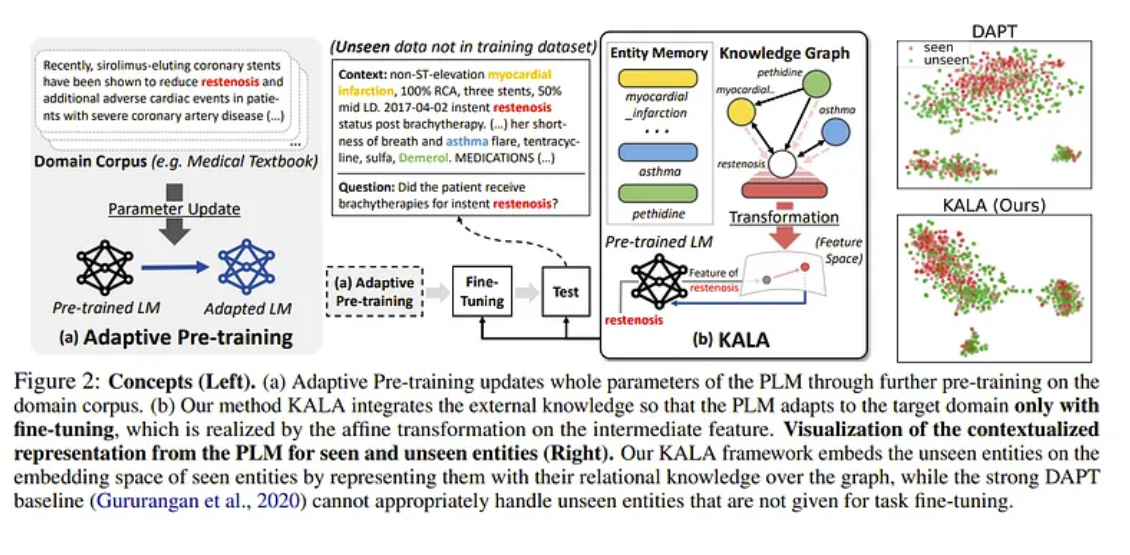 Recently, sirolimus-eluting coronary stents
have been shown to reduce restenosis and
additional adverse cardiac events in patie-
nts with severe coronary artery disease (...)
...
Domain Corpus (e.g. Medical Textbook)
Parameter Update
Pre-trained LM
Adapted LM
(a) Adaptive Pre-training
(Unseen data not in training dataset)
Context: non-ST-elevation myocardial
infarction, 100% RCA, three stents, 50%
mid LD. 2017-04-02 instent restenosis
status post brachytherapy. (...) her short-
ness of breath and asthma flare, tentracyc-
line, sulfa, Demerol. MEDICATIONS (...)
Question: Did the patient receive
brachytherapies for instent restenosis?
(a) Adaptive
Pre-training
Fine-
Tuning
Test
Entity Memory
myocardial
_infarction
...
asthma
pethidine
Knowledge Graph
pethidine
myocardial_
asthma
restenosis
Transformation
Pre-trained LM
(Feature
Space)
Feature of
restenosis
restenosis
(b) KALA
DAPT
seen
unseen
KALA (Ours)
Figure 2: Concepts (Left). (a) Adaptive Pre-training updates whole parameters of the PLM through further pre-training on the
domain corpus. (b) Our method KALA integrates the external knowledge so that the PLM adapts to the target domain only with
fine-tuning, which is realized by the affine transformation on the intermediate feature. Visualization of the contextualized
representation from the PLM for seen and unseen entities (Right). Our KALA framework embeds the unseen entities on the
embedding space of seen entities by representing them with their relational knowledge over the graph, while the strong DAPT
baseline (Gururangan et al., 2020) cannot appropriately handle unseen entities that are not given for task fine-tuning.